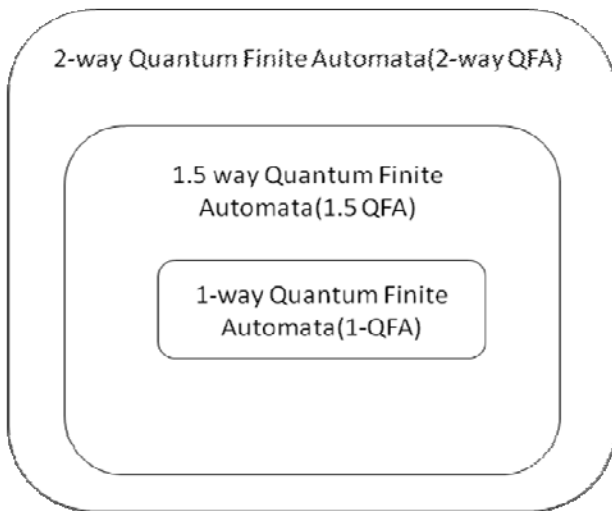 2-way Quantum Finite Automata(2-way QFA)
1.5 way Quantum Finite
Automata(1.5 QFA)
1-way Quantum Finite
Automata(1-QFA)